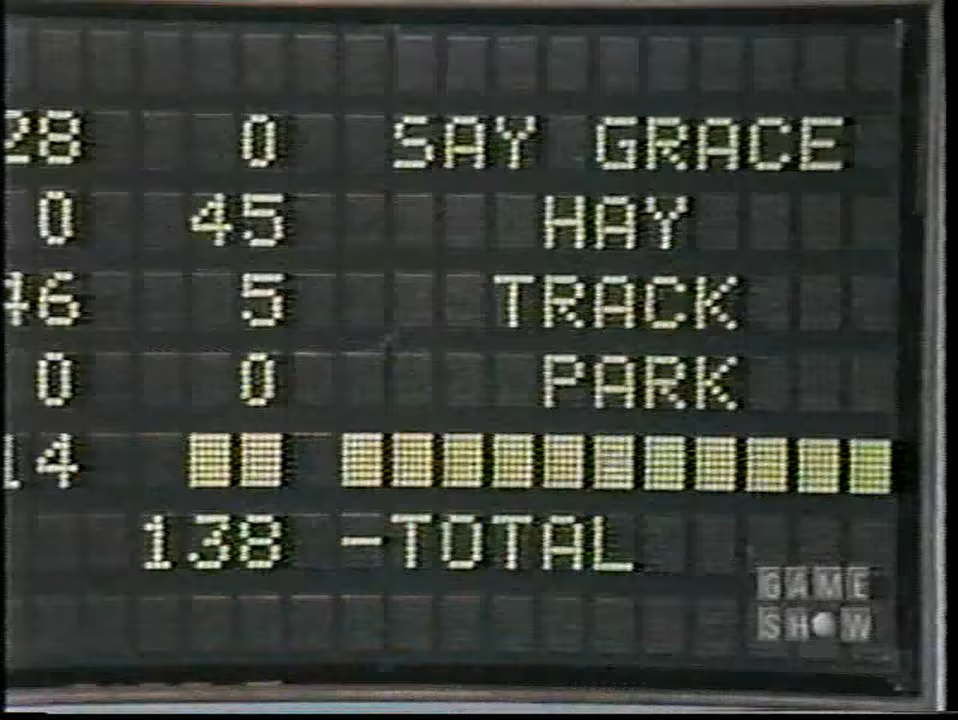 28 0 SAY GRACE
0 45 HAY
46 5 TRACK
0 0 PARK
14
138 -TOTAL
GAME
SHOW